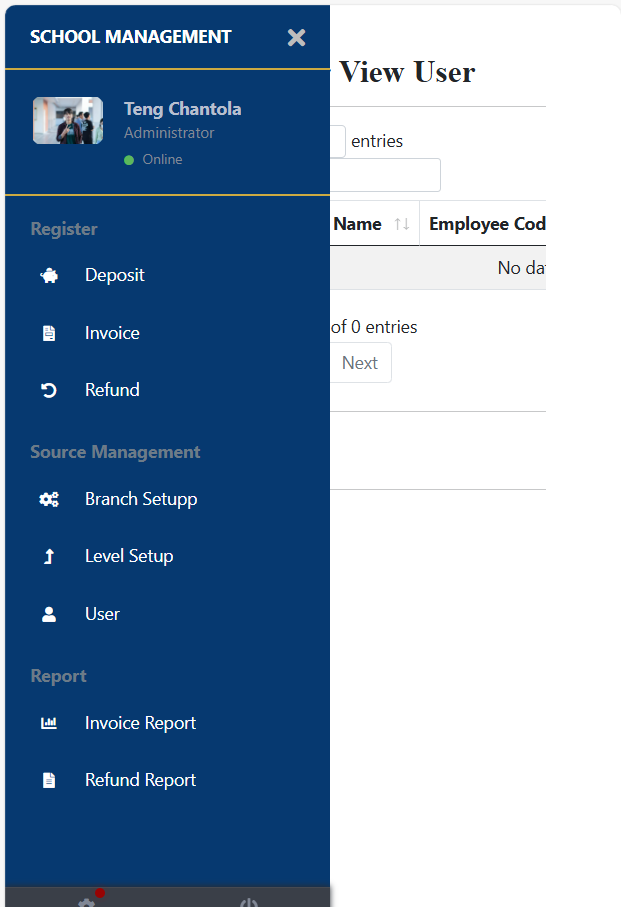 SCHOOL MANAGEMENT
Teng Chantola
Administrator
Online
Register
Deposit
Invoice
Refund
Source Management
Branch Setupp
Level Setup
User
Report
Invoice Report
Refund Report
View User
entries
Name
Employee Cod
No da
of 0 entries
Next